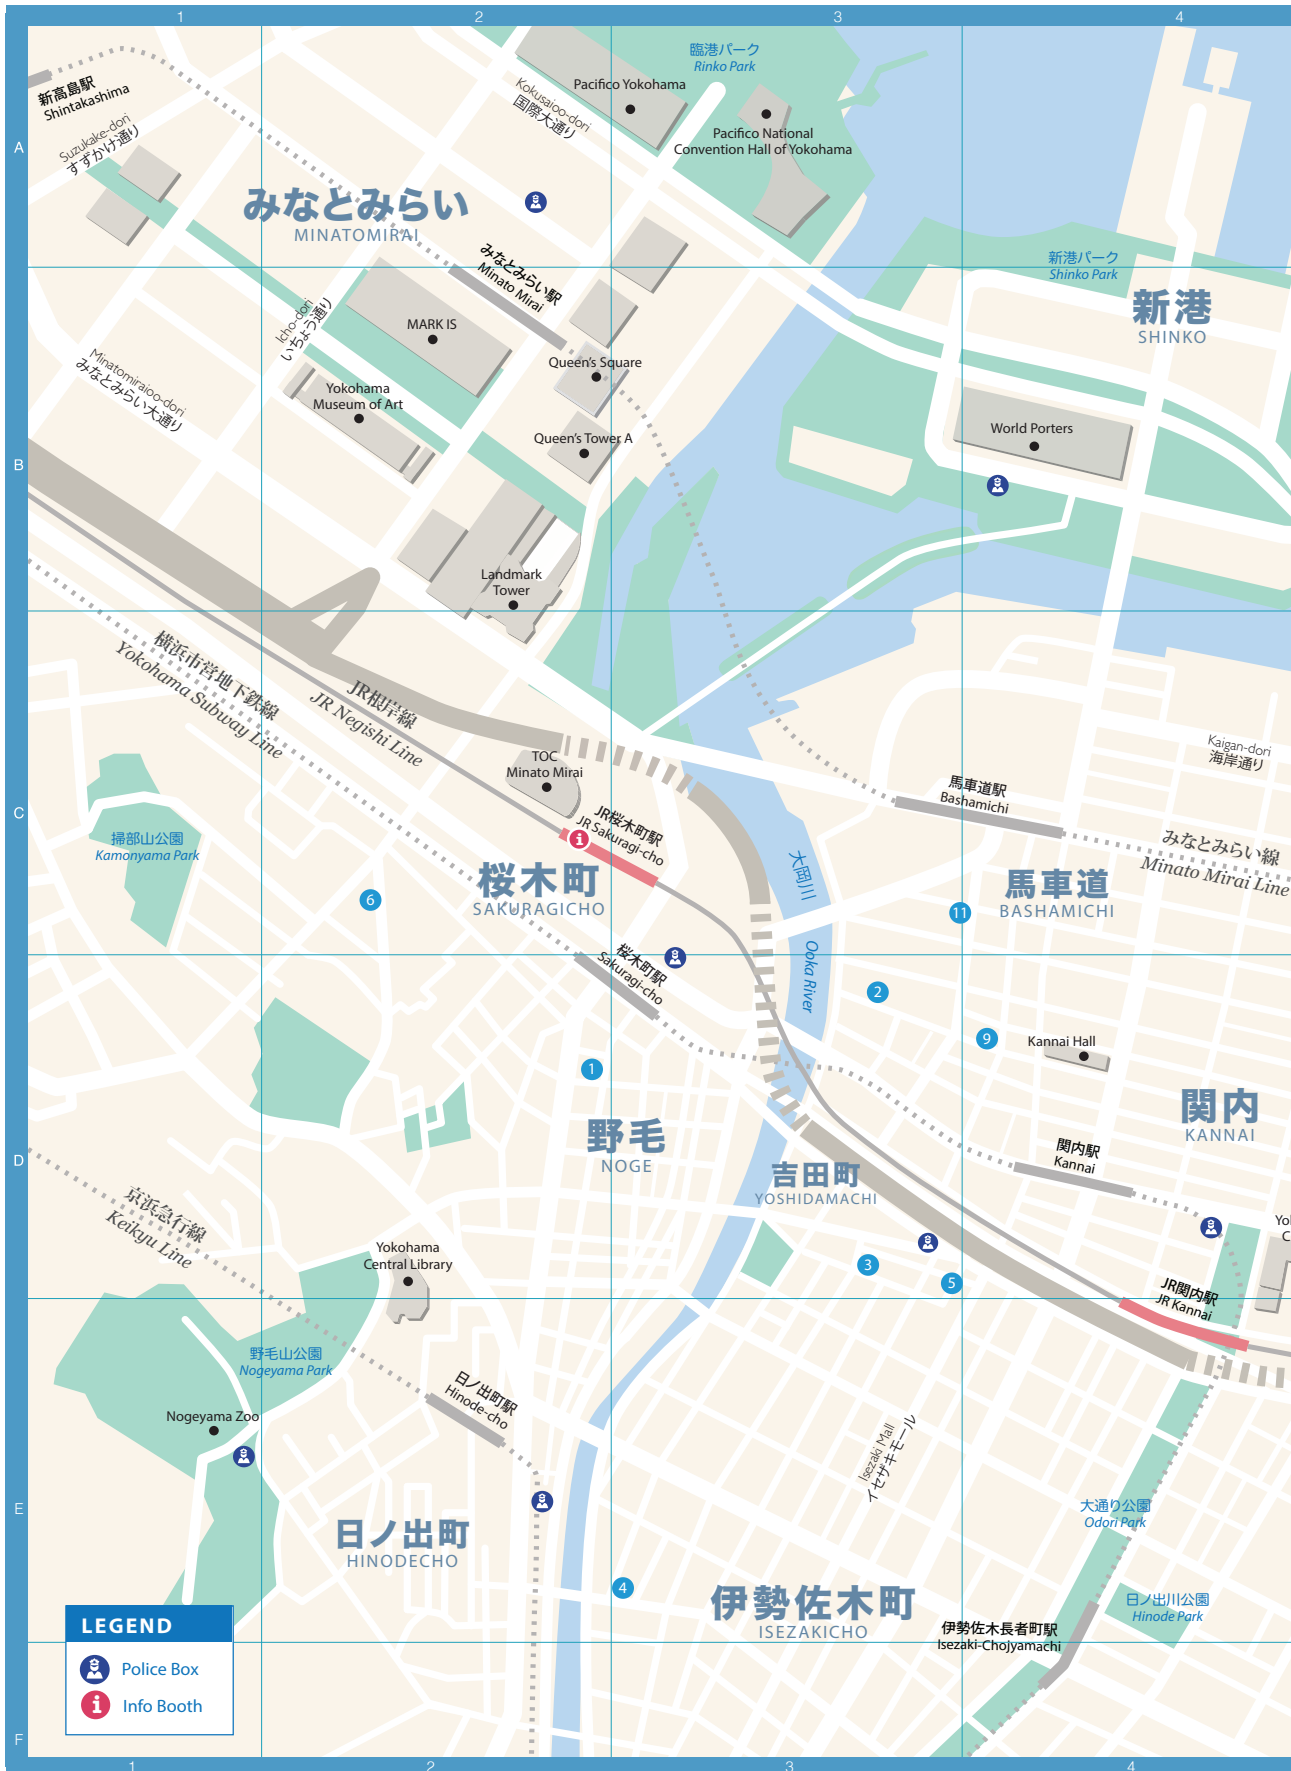 1
2
3
4
A
B
C
D
E
F
新高島駅
Shintakashima
Suzukake-dori
すずかけ通り
みなとみらい
MINATOMIRAI
Kokusaioo-dori
国際大通り
Pacifico Yokohama
臨港パーク
Rinko Park
Pacifico National
Convention Hall of Yokohama
新港パーク
Shinko Park
新港
SHINKO
みなとみらい駅
Minato Mirai
Icho-dori
いちょう通り
MARK IS
Queen's Square
Minatomiraioo-dori
みなとみらい大通り
Yokohama
Museum of Art
Queen's Tower A
World Porters
Landmark
Tower
横浜市営地下鉄線
Yokohama Subway Line
JR根岸線
JR Negishi Line
TOC
Minato Mirai
JR桜木町駅
JR Sakuragi-cho
Kaigan-dori
海岸通り
馬車道駅
Bashamichi
みなとみらい線
Minato Mirai Line
掃部山公園
Kamonyama Park
桜木町
SAKURAGICHO
大岡川
Ooka River
馬車道
BASHAMICHI
6
11
桜木町駅
Sakuragi-cho
2
9
Kannai Hall
1
野毛
NOGE
関内
KANNAI
関内駅
Kannai
吉田町
YOSHIDAMACHI
京浜急行線
Keikyu Line
Yokohama
Central Library
3
5
Yo
C
JR関内駅
JR Kannai
野毛山公園
Nogeyama Park
Nogeyama Zoo
日ノ出町駅
Hinode-cho
Isezaki Mall
イセザキモール
大通り公園
Odori Park
日ノ出町
HINODECHO
4
伊勢佐木町
ISEZAKICHO
日ノ出川公園
Hinode Park
伊勢佐木長者町駅
Isezaki-Chojyamachi
LEGEND
Police Box
Info Booth
1
2
3
4